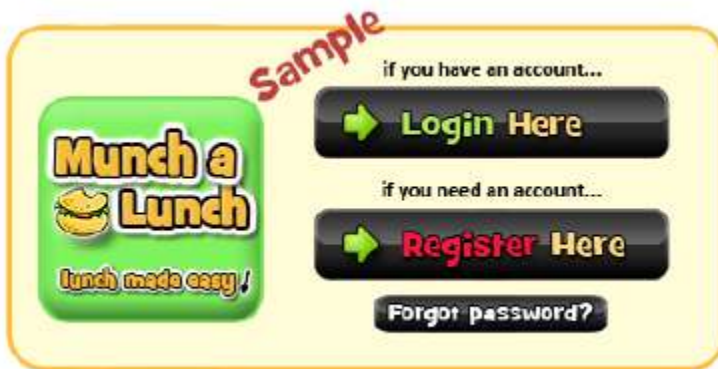 Sample
if you have an account...
Login Here
Munch a
Lunch
lunch made easy!
if you need an account...
Register Here
Forgot password?